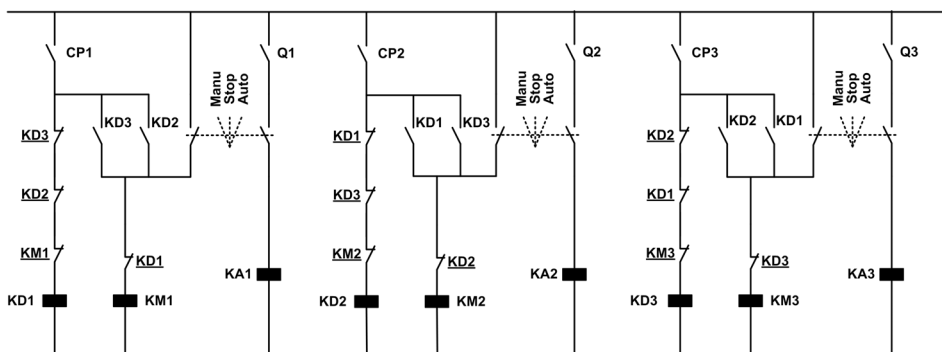 CP1
Q1
CP2
Q2
CP3
Q3
Manu
Stop
Auto
Manu
Stop
Auto
Manu
Stop
Auto
KD3
KD3
KD2
KD1
KD1
KD3
KD2
KD2
KD1
KD2
KD3
KD1
KM1
KD1
KA1
KM2
KD2
KA2
KM3
KD3
KA3
KD1
KM1
KD2
KM2
KD3
KM3